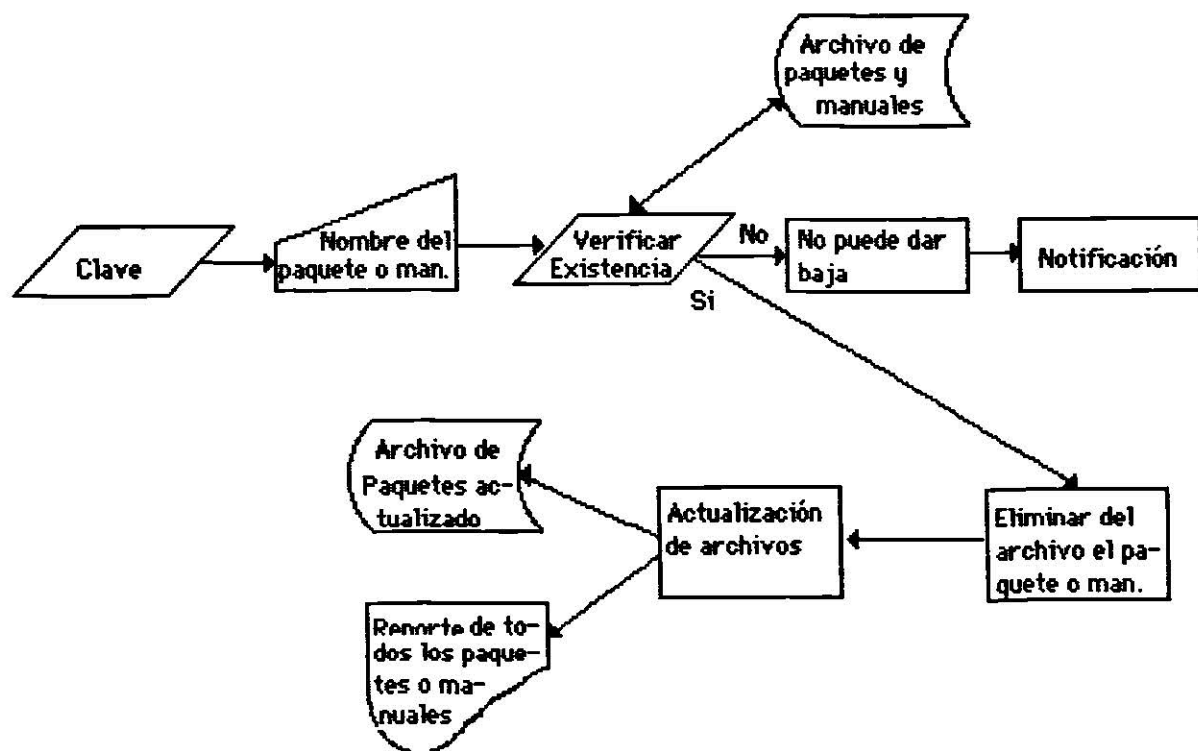 Archivo de
paquetes y
manuales
Clave
Nombre del
paquete o man.
Verificar
Existencia
No
Si
No puede dar
baja
Notificación
Archivo de
Paquetes ac-
tualizado
Actualización
de archivos
Eliminar del
archivo el pa-
quete o man.
Reporte de to-
dos los paque-
tes o ma-
nuales